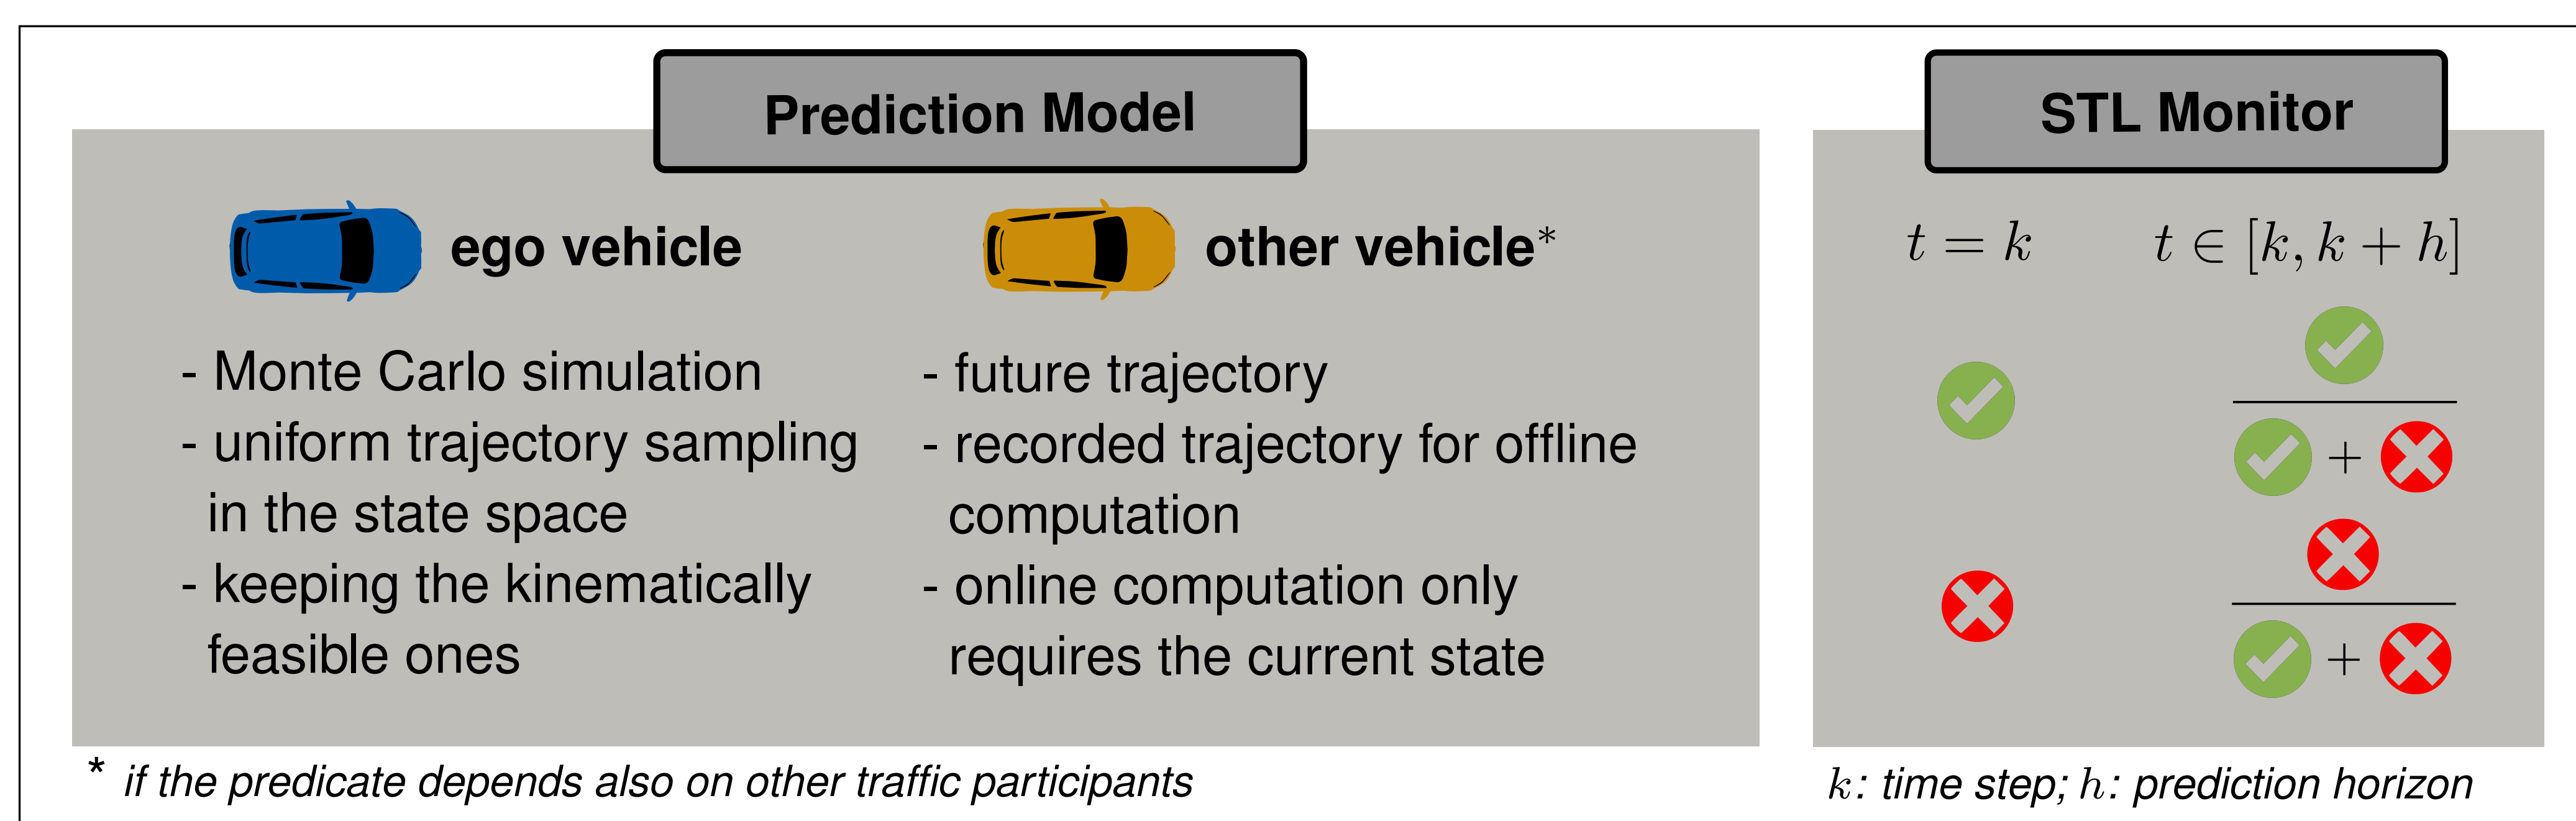 Prediction Model
ego vehicle
- Monte Carlo simulation
- uniform trajectory sampling
in the state space
- keeping the kinematically
feasible ones
other vehicle*
- future trajectory
- recorded trajectory for offline
computation
- online computation only
requires the current state
* if the predicate depends also on other traffic participants
STL Monitor
t = k
t ∈ [k, k + h]
+
+
k: time step; h: prediction horizon